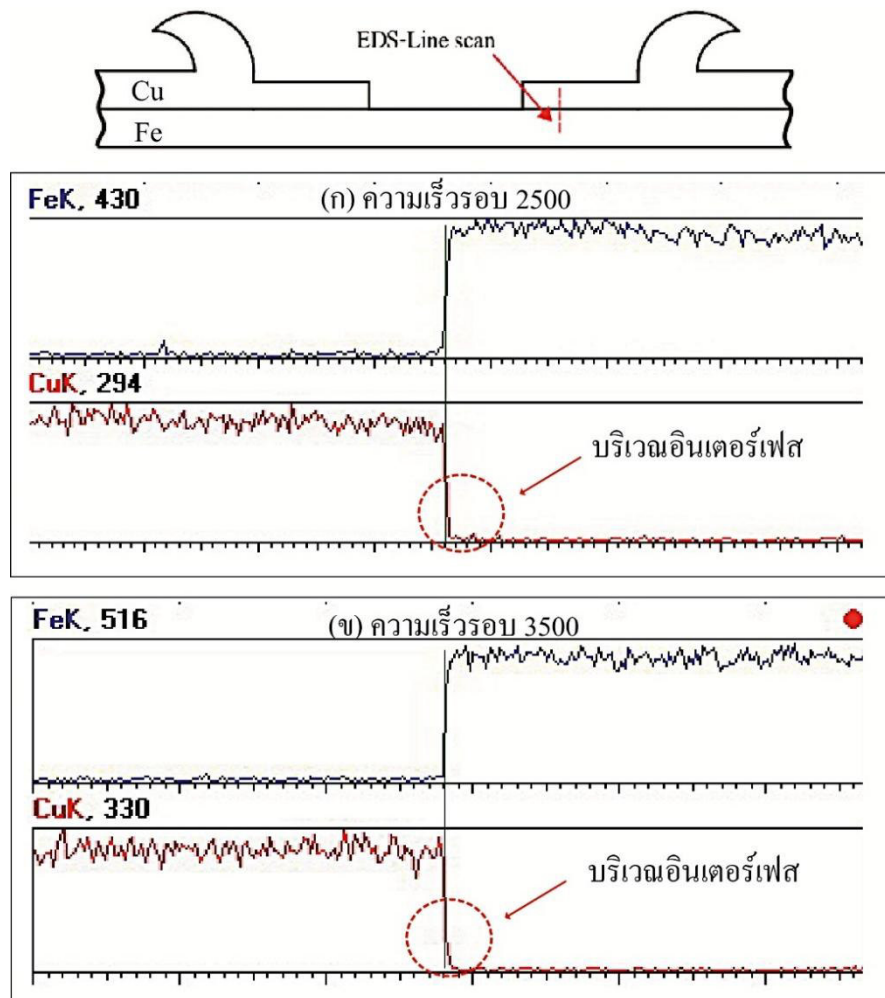 EDS-Line scan
Cu
Fe
FeK, 430
(ก) ความเร็วรอบ 2500
CuK, 294
บริเวณอินเตอร์เฟส
FeK, 516
(ข) ความเร็วรอบ 3500
CuK, 330
บริเวณอินเตอร์เฟส